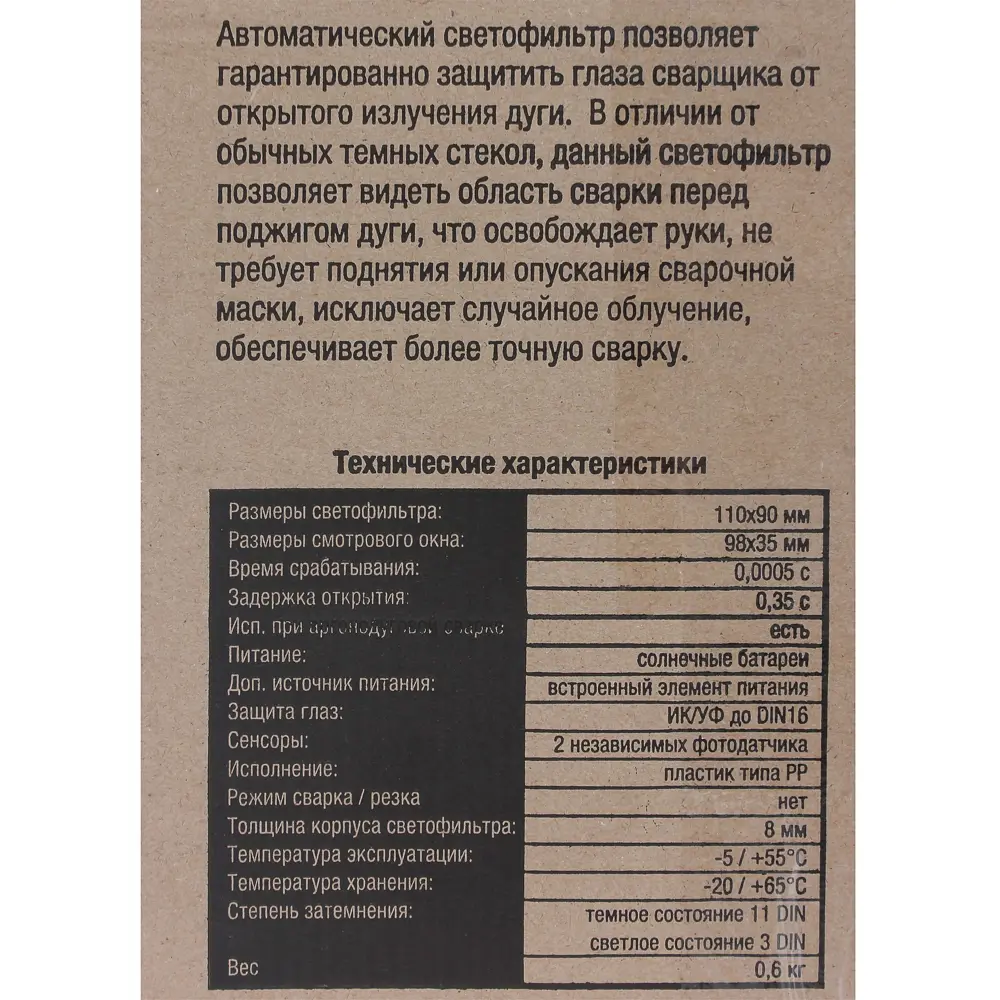 Автоматический светофильтр позволяет
гарантированно защитить глаза сварщика от
открытого излучения дуги. В отличии от
обычных темных стекол, данный светофильтр
позволяет видеть область сварки перед
поджигом дуги, что освобождает руки, не
требует поднятия или опускания сварочной
маски, исключает случайное облучение,
обеспечивает более точную сварку.
Технические характеристики
Размеры светофильтра: 110х90 мм
Размеры смотрового окна: 98х35 мм
Время срабатывания: 0,0005 с
Задержка открытия: 0,35 с
Исп. при аргонодуговой сварке есть
Питание: солнечные батареи
Доп. источник питания: встроенный элемент питания
Защита глаз: ИК/УФ до DIN16
Сенсоры: 2 независимых фотодатчика
Исполнение: пластик типа PP
Режим сварка / резка нет
Толщина корпуса светофильтра: 8 мм
Температура эксплуатации: -5 / +55°C
Температура хранения: -20 / +65°C
Степень затемнения: темное состояние 11 DIN
светлое состояние 3 DIN
Вес 0,6 кг